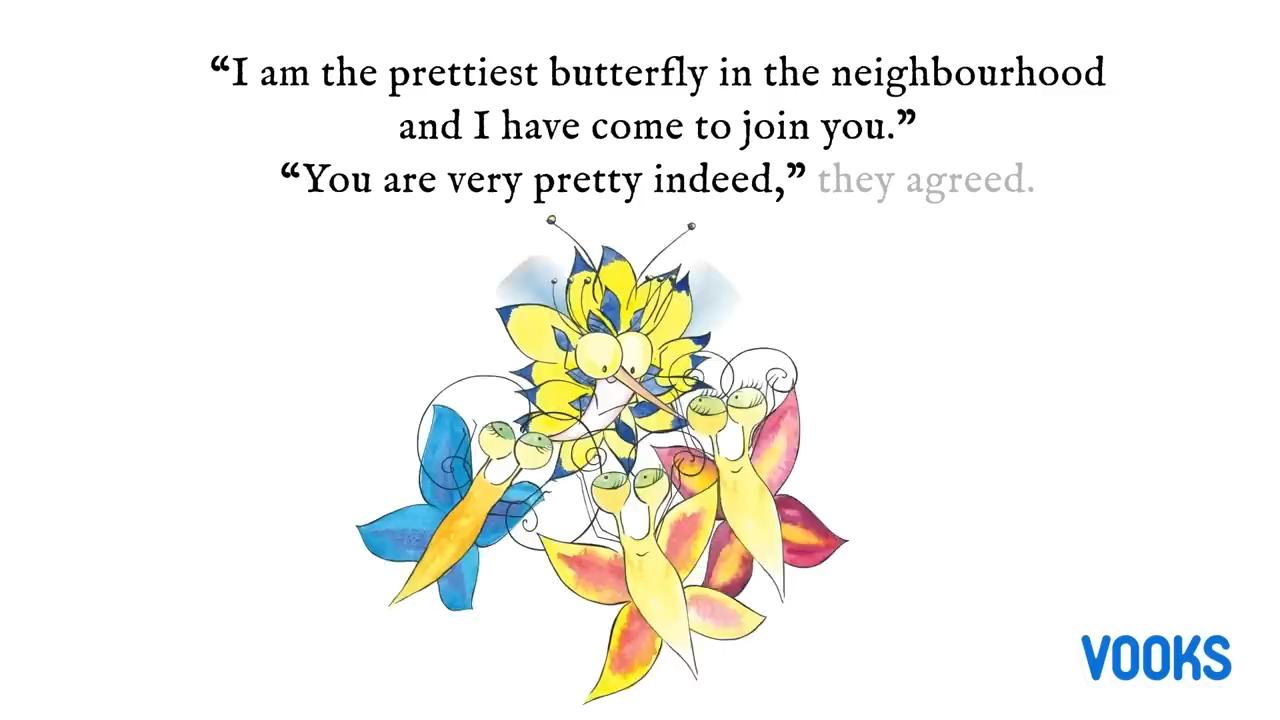 “I am the prettiest butterfly in the neighbourhood
and I have come to join you.”
“You are very pretty indeed,” they agreed.
VOOKS